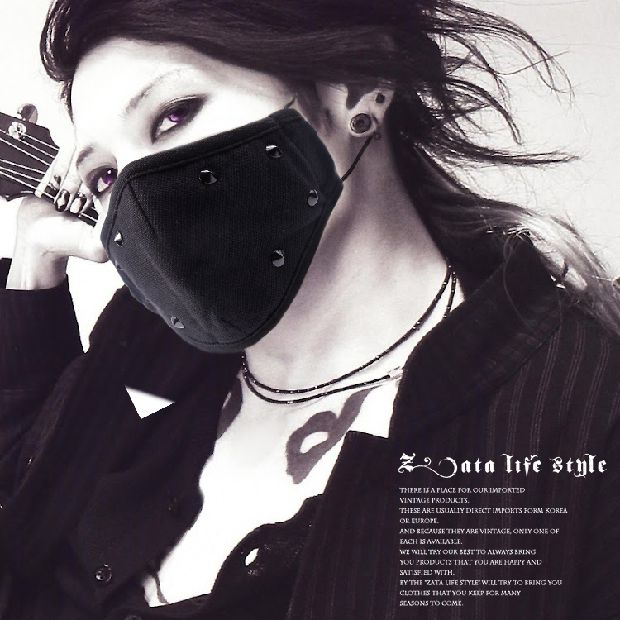 Zata life style
THERE IS A PLACE FOR OUR IMPORTED
VINTAGE PRODUCTS.
THESE ARE USUALLY DIRECT IMPORTS FORM KOREA
OR EUROPE.
AND BECAUSE THEY ARE VINTAGE, ONLY ONE OF
EACH IS AVAILABLE.
WE WILL TRY OUR BEST TO ALWAYS BRING
YOU PRODUCTS THAT YOU ARE HAPPY AND
SATISFIED WITH.
BY THE "ZATA LIFE STYLE" WILL TRY TO BRING YOU
CLOTHES THAT YOU KEEP FOR MANY
SEASONS TO COME.